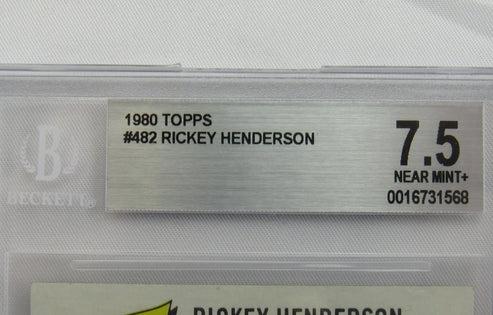 1980 TOPPS
#482 RICKEY HENDERSON
7.5
NEAR MINT+
0016731568
B
BECKETT®
RICKEY HENDERSON